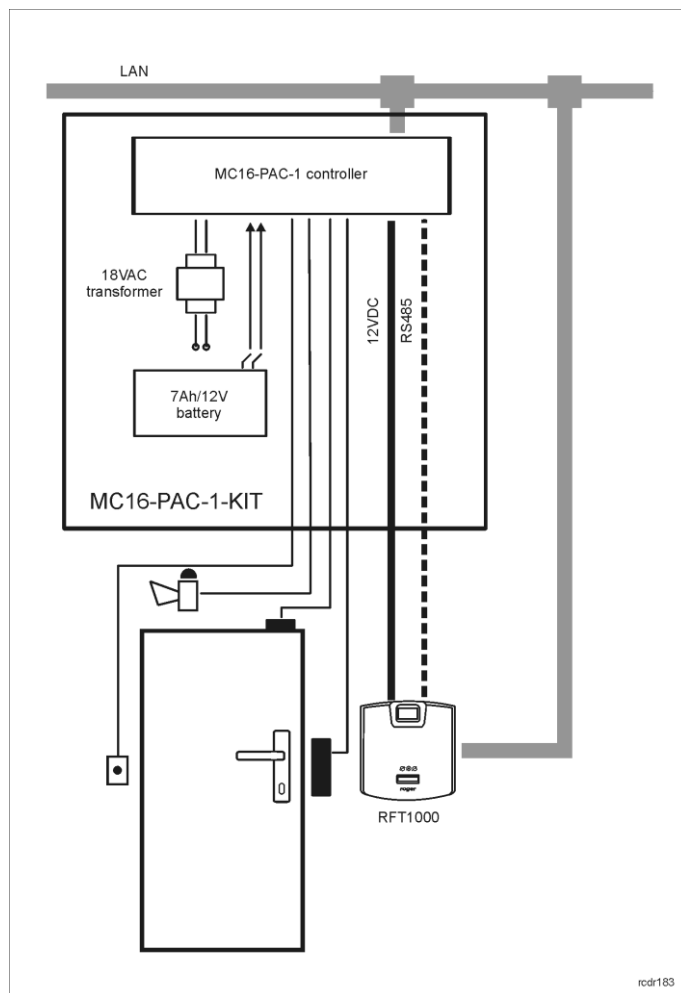 LAN
MC16-PAC-1 controller
18VAC
transformer
12VDC
RS485
7Ah/12V
battery
MC16-PAC-1-KIT
roger
RFT1000
rcdr183